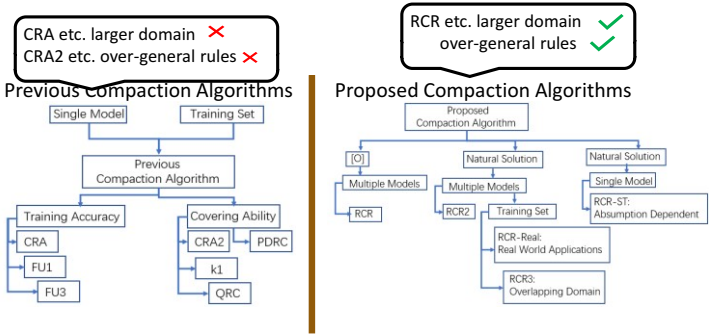 CRA etc. larger domain
CRA2 etc. over-general rules
RCR etc. larger domain
over-general rules
Previous Compaction Algorithms
Proposed Compaction Algorithms
Single Model
Training Set
Previous
Compaction Algorithm
Training Accuracy
Covering Ability
CRA
FU1
FU3
CRA2
PDRC
k1
QRC
Proposed
Compaction Algorithm
[O]
Natural Solution
Natural Solution
Multiple Models
Multiple Models
Single Model
RCR
RCR2
Training Set
RCR-ST:
Absumption Dependent
RCR-Real:
Real World Applications
RCR3:
Overlapping Domain